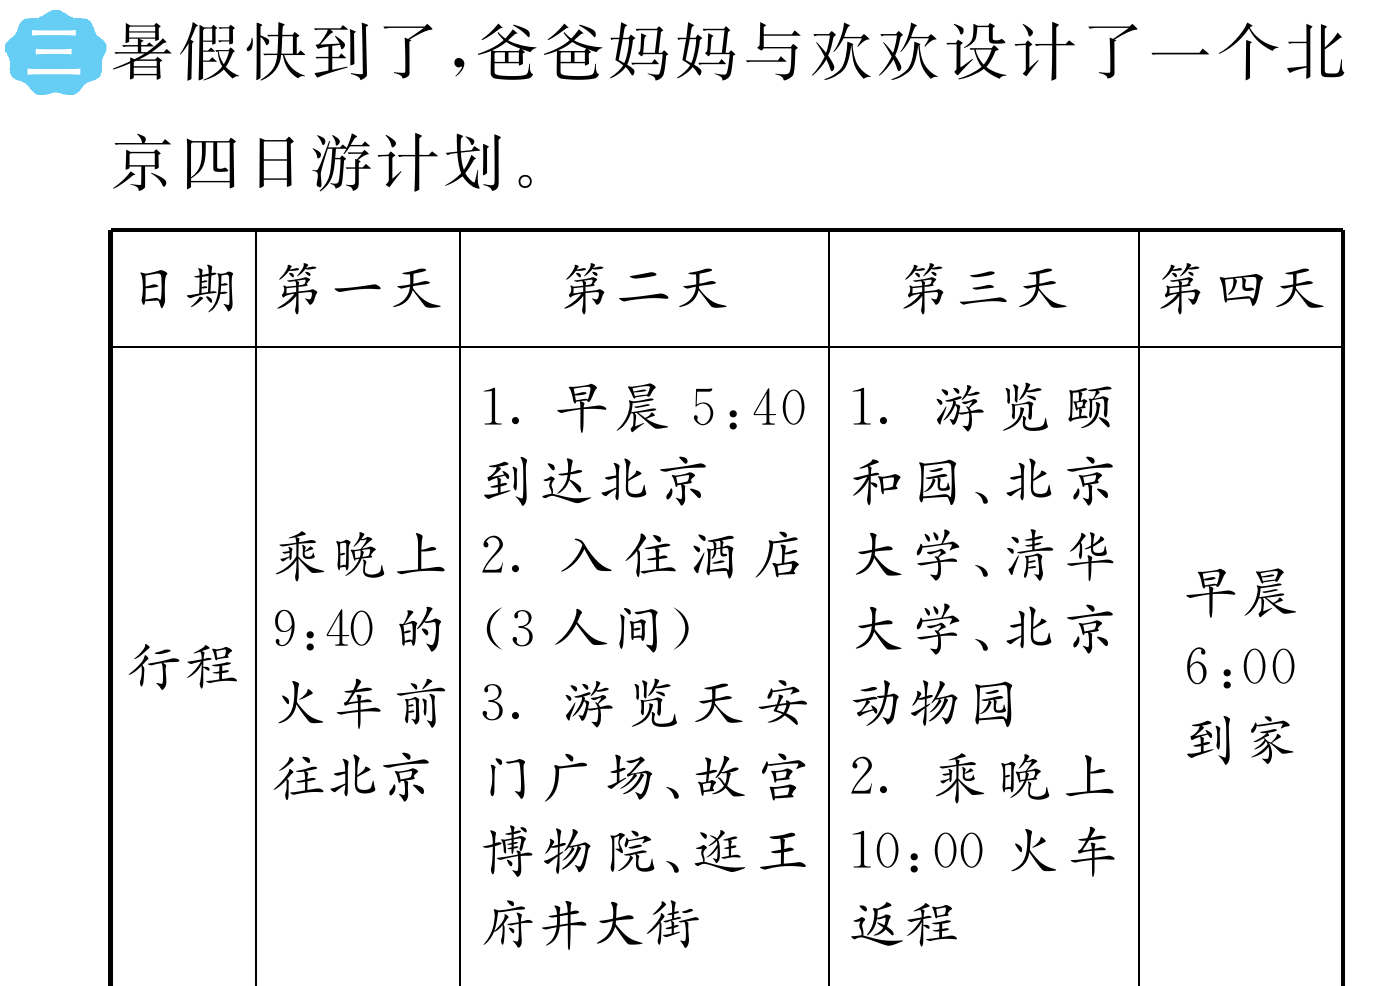 三 暑假快到了,爸爸妈妈与欢欢设计了一个北
京四日游计划。
日期 第一天 第二天 第三天 第四天
行程
乘晚上
9:40 的
火车前
往北京
1. 早晨 5:40
到达北京
2. 入住酒店
(3 人间)
3. 游览天安
门广场、故宫
博物院、逛王
府井大街
1. 游览颐
和园、北京
大学、清华
大学、北京
动物园
2. 乘晚上
10:00 火车
返程
早晨
6:00
到家